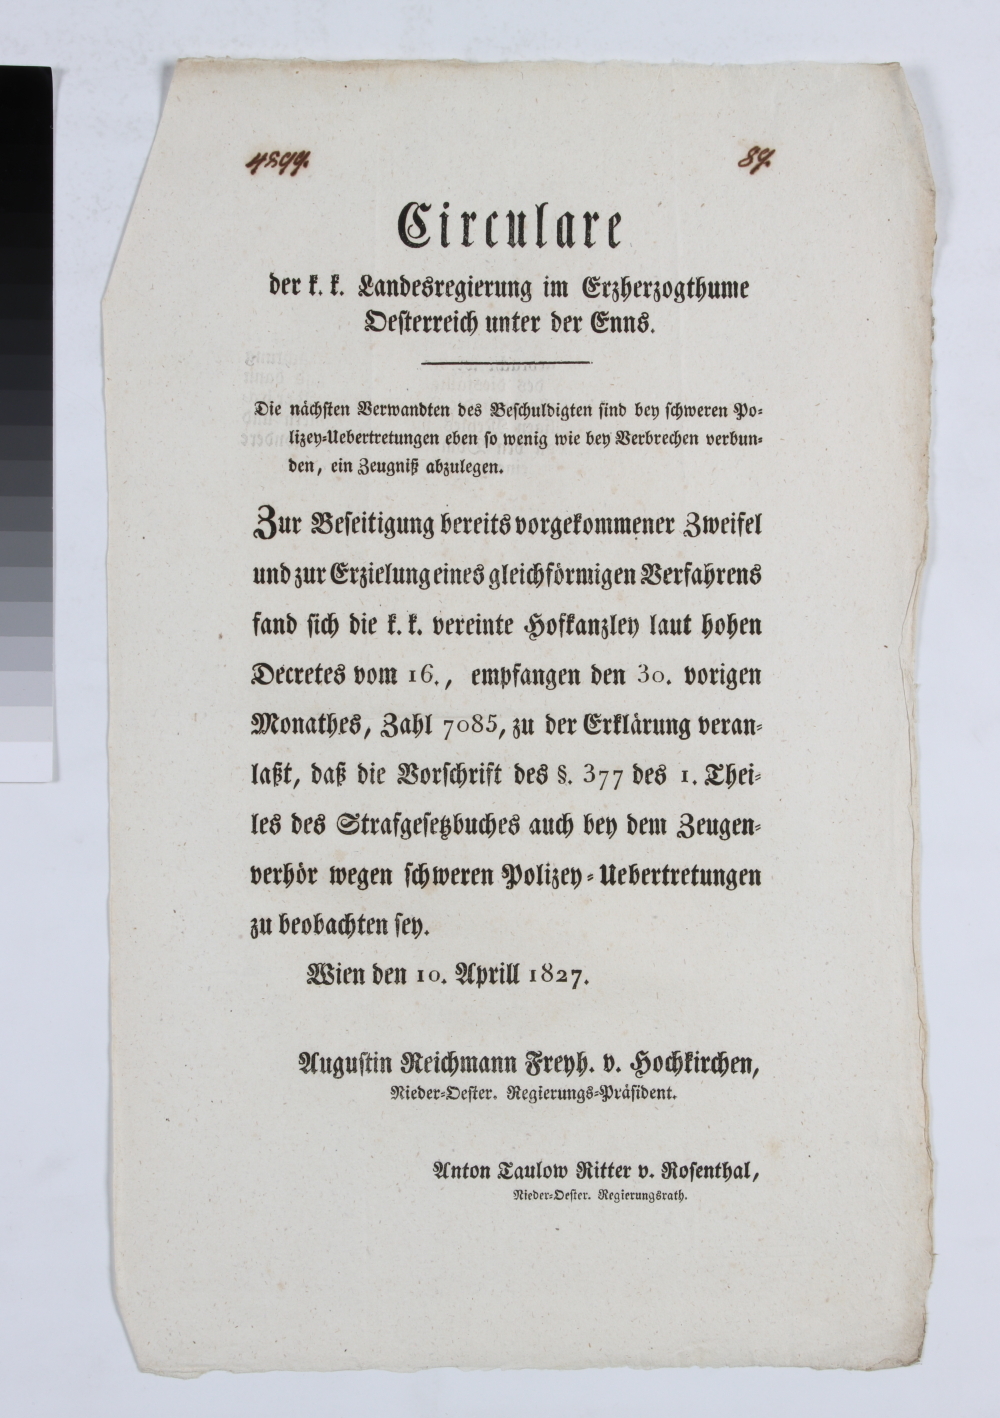 4899. 89.
Circulare
der k. k. Landesregierung im Erzherzogthume
Oesterreich unter der Enns.
Die nächsten Verwandten des Beschuldigten sind bey schweren Po-
lizey-Uebertretungen eben so wenig wie bey Verbrechen verbun-
den, ein Zeugniß abzulegen.
Zur Beseitigung bereits vorgekommener Zweifel
und zur Erzielung eines gleichförmigen Verfahrens
fand sich die k. k. vereinte Hofkanzley laut hohen
Decretes vom 16., empfangen den 30. vorigen
Monathes, Zahl 7085, zu der Erklärung veran-
laßt, daß die Vorschrift des §. 377 des 1. Thei-
les des Strafgesetzbuches auch bey dem Zeugen-
verhör wegen schweren Polizey-Uebertretungen
zu beobachten sey.
Wien den 10. Aprill 1827.
Augustin Reichmann Freyh. v. Hochkirchen,
Nieder-Oester. Regierungs-Präsident.
Anton Taulow Ritter v. Rosenthal,
Nieder-Oester. Regierungsrath.